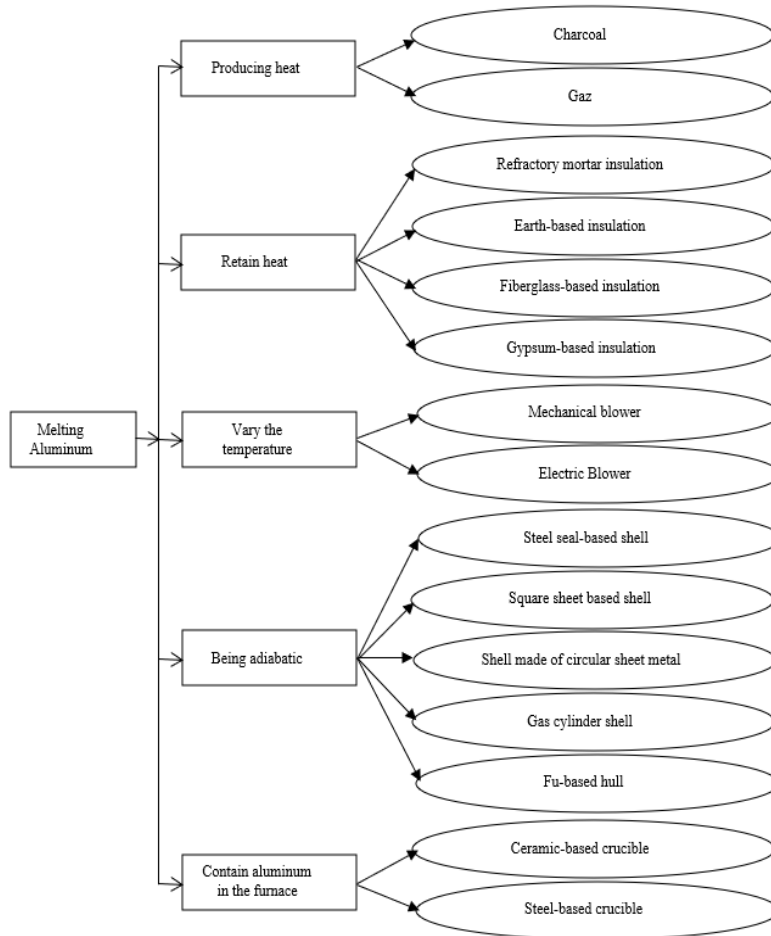 Melting
Aluminum
Producing heat
Charcoal
Gaz
Retain heat
Refractory mortar insulation
Earth-based insulation
Fiberglass-based insulation
Gypsum-based insulation
Vary the
temperature
Mechanical blower
Electric Blower
Being adiabatic
Steel seal-based shell
Square sheet based shell
Shell made of circular sheet metal
Gas cylinder shell
Fu-based hull
Contain aluminum
in the furnace
Ceramic-based crucible
Steel-based crucible